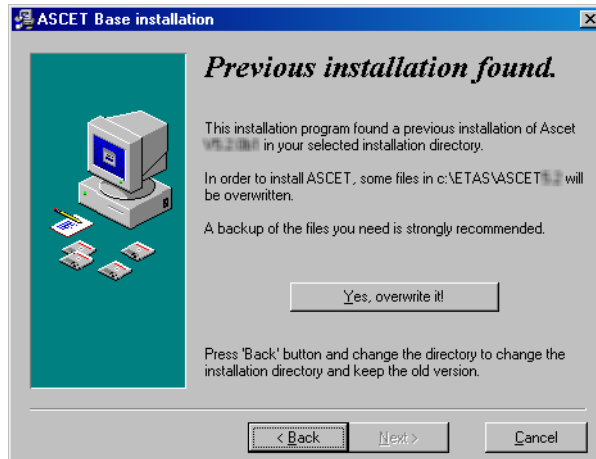 ASCET Base installation
Previous installation found.
This installation program found a previous installation of Ascet
in your selected installation directory.
In order to install ASCET, some files in c:\ETAS\ASCET will
be overwritten.
A backup of the files you need is strongly recommended.
Yes, overwrite it!
Press 'Back' button and change the directory to change the
installation directory and keep the old version.
< Back
Next >
Cancel